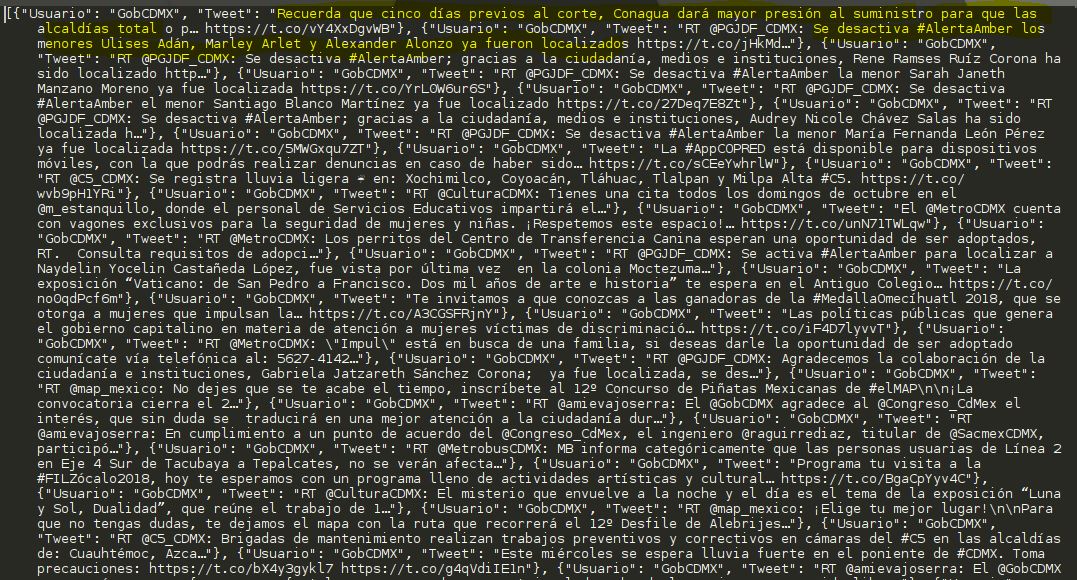 [{"Usuario": "GobCDMX", "Tweet": "Recuerda que cinco días previos al corte, Conagua dará mayor presión al suministro para que las
alcaldías total o p… https://t.co/vY4XxDgvWB"}, {"Usuario": "GobCDMX", "Tweet": "RT @PGJDF_CDMX: Se desactiva #AlertaAmber los
menores Ulises Adán, Marley Arlet y Alexander Alonzo ya fueron localizados https://t.co/jHkMd…"}, {"Usuario": "GobCDMX",
"Tweet": "RT @PGJDF_CDMX: Se desactiva #AlertaAmber; gracias a la ciudadanía, medios e instituciones, Rene Ramses Ruíz Corona ha
sido localizado http…"}, {"Usuario": "GobCDMX", "Tweet": "RT @PGJDF_CDMX: Se desactiva #AlertaAmber la menor Sarah Janeth
Manzano Moreno ya fue localizada https://t.co/YrLOW6ur6S"}, {"Usuario": "GobCDMX", "Tweet": "RT @PGJDF_CDMX: Se desactiva
#AlertaAmber el menor Santiago Blanco Martínez ya fue localizado https://t.co/27Deq7E8Zt"}, {"Usuario": "GobCDMX", "Tweet": "RT
@PGJDF_CDMX: Se desactiva #AlertaAmber; gracias a la ciudadanía, medios e instituciones, Audrey Nicole Chávez Salas ha sido
localizada h…"}, {"Usuario": "GobCDMX", "Tweet": "RT @PGJDF_CDMX: Se desactiva #AlertaAmber la menor María Fernanda León Pérez
ya fue localizada https://t.co/5MWGxqu7ZT"}, {"Usuario": "GobCDMX", "Tweet": "La #AppCOPRED está disponible para dispositivos
móviles, con la que podrás realizar denuncias en caso de haber sido… https://t.co/sCEeYwhrlW"}, {"Usuario": "GobCDMX", "Tweet":
"RT @C5_CDMX: Se registra lluvia ligera en: Xochimilco, Coyoacán, Tláhuac, Tlalpan y Milpa Alta #C5. https://t.co/
wvb9pH1YRi"}, {"Usuario": "GobCDMX", "Tweet": "RT @CulturaCDMX: Tienes una cita todos los domingos de octubre en el
@m_estanquillo, donde el personal de Servicios Educativos impartirá el…"}, {"Usuario": "GobCDMX", "Tweet": "El @MetroCDMX cuenta
con vagones exclusivos para la seguridad de mujeres y niñas. ¡Respetemos este espacio!… https://t.co/unN71TWLqw"}, {"Usuario":
"GobCDMX", "Tweet": "RT @MetroCDMX: Los perritos del Centro de Transferencia Canina esperan una oportunidad de ser adoptados,
RT.  Consulta requisitos de adopci…"}, {"Usuario": "GobCDMX", "Tweet": "RT @PGJDF_CDMX: Se activa #AlertaAmber para localizar a
Naydelin Yocelin Castañeda López, fue vista por última vez  en la colonia Moctezuma…"}, {"Usuario": "GobCDMX", "Tweet": "La
exposición “Vaticano: de San Pedro a Francisco. Dos mil años de arte e historia” te espera en el Antiguo Colegio… https://t.co/
noOqdPcf6m"}, {"Usuario": "GobCDMX", "Tweet": "Te invitamos a que conozcas a las ganadoras de la #MedallaOmecíhuatl 2018, que se
otorga a mujeres que impulsan la… https://t.co/A3CGSFRjnY"}, {"Usuario": "GobCDMX", "Tweet": "Las políticas públicas que genera
el gobierno capitalino en materia de atención a mujeres víctimas de discriminació… https://t.co/iF4D7lyvvT"}, {"Usuario":
"GobCDMX", "Tweet": "RT @MetroCDMX: \"Impul\" está en busca de una familia, si deseas darle la oportunidad de ser adoptado
comunícate vía telefónica al: 5627-4142…"}, {"Usuario": "GobCDMX", "Tweet": "RT @PGJDF_CDMX: Agradecemos la colaboración de la
ciudadanía e instituciones, Gabriela Jatzareth Sánchez Corona;  ya fue localizada, se des…"}, {"Usuario": "GobCDMX", "Tweet":
"RT @map_mexico: No dejes que se te acabe el tiempo, inscríbete al 12º Concurso de Piñatas Mexicanas de #elMAP\n\n¡La
convocatoria cierra el 2…"}, {"Usuario": "GobCDMX", "Tweet": "RT @amievajoserra: El @GobCDMX agradece al @Congreso_CdMex el
interés, que sin duda se  traducirá en una mejor atención a la ciudadanía dur…"}, {"Usuario": "GobCDMX", "Tweet": "RT
@amievajoserra: En cumplimiento a un punto de acuerdo del @Congreso_CdMex, el ingeniero @raguirrediaz, titular de @SacmexCDMX,
participó…"}, {"Usuario": "GobCDMX", "Tweet": "RT @MetrobusCDMX: MB informa categóricamente que las personas usuarias de Línea 2
en Eje 4 Sur de Tacubaya a Tepalcates, no se verán afecta…"}, {"Usuario": "GobCDMX", "Tweet": "Programa tu visita a la
#FILZócalo2018, hoy te esperamos con un programa lleno de actividades artísticas y cultural… https://t.co/BgaCpYyv4C"},
{"Usuario": "GobCDMX", "Tweet": "RT @CulturaCDMX: El misterio que envuelve a la noche y el día es el tema de la exposición “Luna
y Sol, Dualidad”, que reúne el trabajo de 1…"}, {"Usuario": "GobCDMX", "Tweet": "RT @map_mexico: ¡Elige tu mejor lugar!\n\nPara
que no tengas dudas, te dejamos el mapa con la ruta que recorrerá el 12º Desfile de Alebrijes…"}, {"Usuario": "GobCDMX",
"Tweet": "RT @C5_CDMX: Brigadas de mantenimiento realizan trabajos preventivos y correctivos en cámaras del #C5 en las alcaldías
de: Cuauhtémoc, Azca…"}, {"Usuario": "GobCDMX", "Tweet": "Este miércoles se espera lluvia fuerte en el poniente de #CDMX. Toma
precauciones: https://t.co/bX4y3gykl7 https://t.co/g4qVdiIE1n"}, {"Usuario": "GobCDMX", "Tweet": "RT @amievajoserra: El @GobCDMX